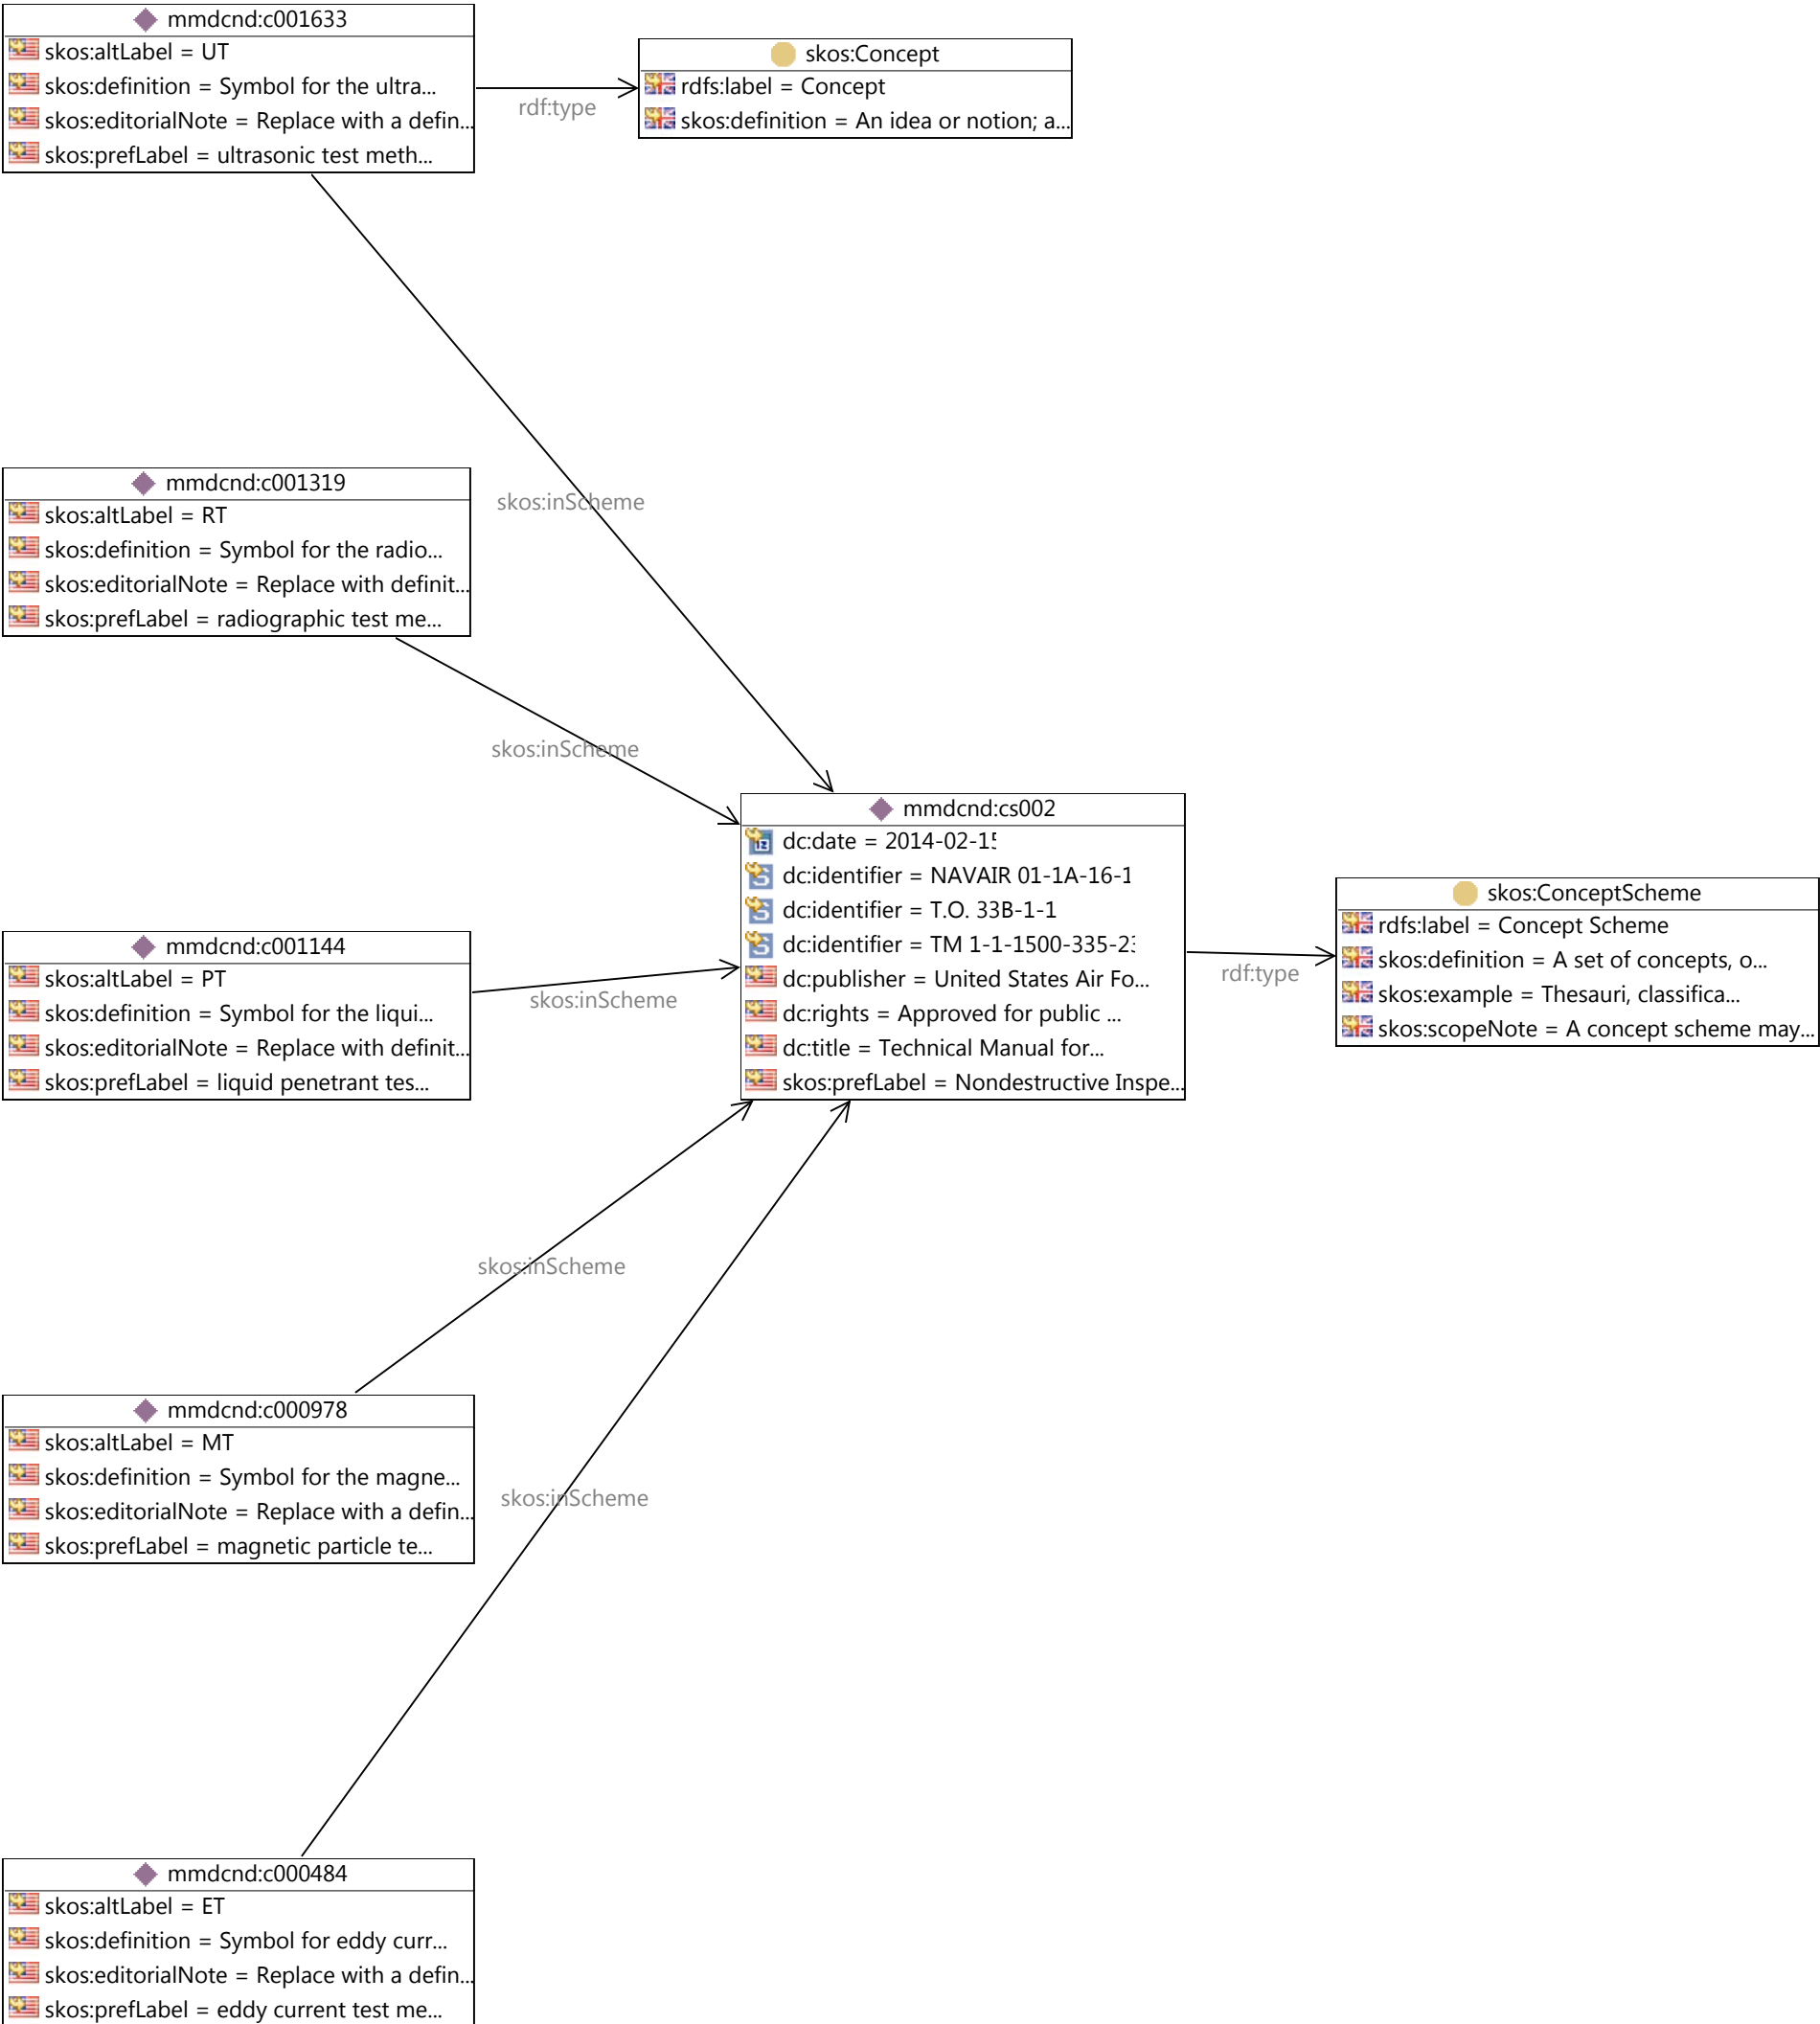 mmdcnd:c001633
skos:altLabel = UT
skos:definition = Symbol for the ultra...
skos:editorialNote = Replace with a defin...
skos:prefLabel = ultrasonic test meth...
rdf:type
skos:Concept
rdfs:label = Concept
skos:definition = An idea or notion; a...
skos:inScheme
mmdcnd:c001319
skos:altLabel = RT
skos:definition = Symbol for the radio...
skos:editorialNote = Replace with definit...
skos:prefLabel = radiographic test me...
skos:inScheme
mmdcnd:cs002
dc:date = 2014-02-15
dc:identifier = NAVAIR 01-1A-16-1
dc:identifier = T.O. 33B-1-1
dc:identifier = TM 1-1-1500-335-23
dc:publisher = United States Air Fo...
dc:rights = Approved for public ...
dc:title = Technical Manual for...
skos:prefLabel = Nondestructive Inspe...
rdf:type
skos:ConceptScheme
rdfs:label = Concept Scheme
skos:definition = A set of concepts, o...
skos:example = Thesauri, classifica...
skos:scopeNote = A concept scheme may...
mmdcnd:c001144
skos:altLabel = PT
skos:definition = Symbol for the liqui...
skos:editorialNote = Replace with definit...
skos:prefLabel = liquid penetrant tes...
skos:inScheme
skos:inScheme
mmdcnd:c000978
skos:altLabel = MT
skos:definition = Symbol for the magne...
skos:editorialNote = Replace with a defin...
skos:prefLabel = magnetic particle te...
skos:inScheme
mmdcnd:c000484
skos:altLabel = ET
skos:definition = Symbol for eddy curr...
skos:editorialNote = Replace with a defin...
skos:prefLabel = eddy current test me...